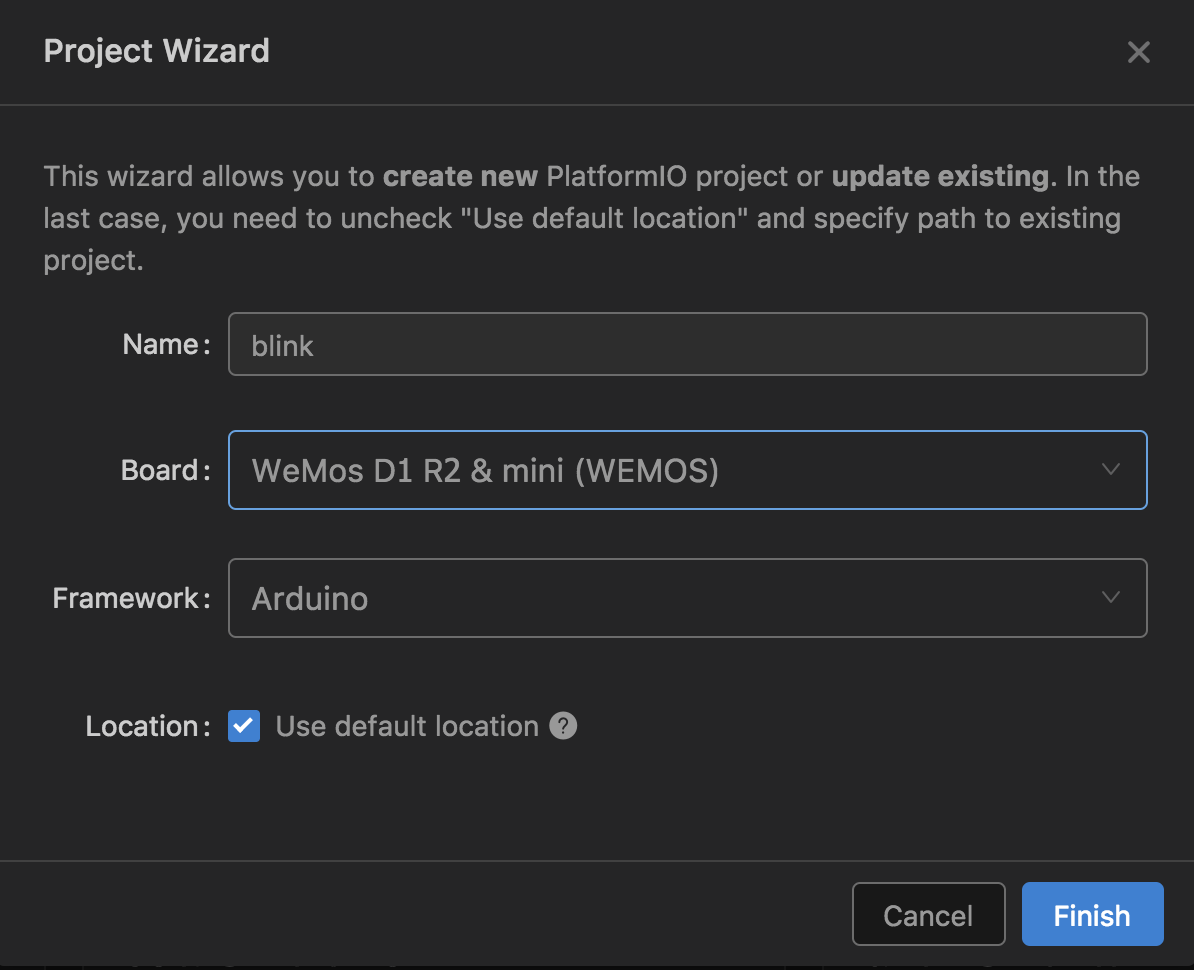 Project Wizard
This wizard allows you to create new PlatformIO project or update existing. In the
last case, you need to uncheck "Use default location" and specify path to existing
project.
Name: blink
Board: WeMos D1 R2 & mini (WEMOS)
Framework: Arduino
Location: Use default location ?
Cancel Finish